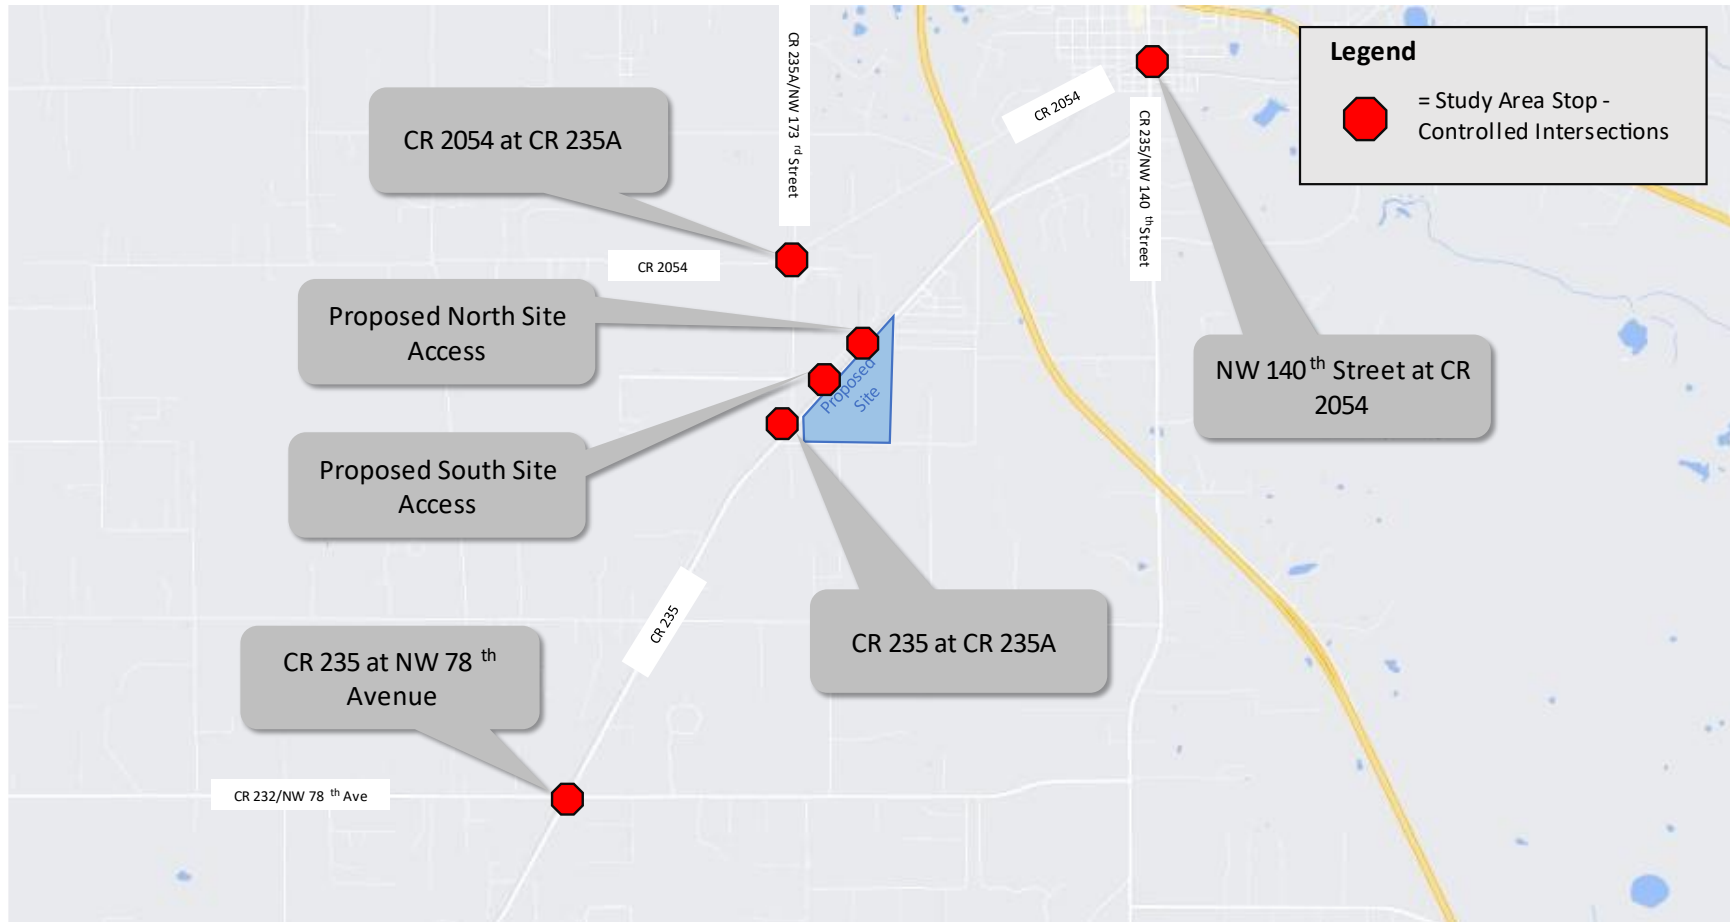 Legend
= Study Area Stop -
Controlled Intersections
CR 235A/NW 173 rd Street
CR 2054
CR 235/NW 140 th Street
CR 2054 at CR 235A
CR 2054
Proposed North Site
Access
NW 140th Street at CR
2054
Proposed
Site
Proposed South Site
Access
CR 235
CR 235 at CR 235A
CR 235 at NW 78 th
Avenue
CR 232/NW 78 th Ave